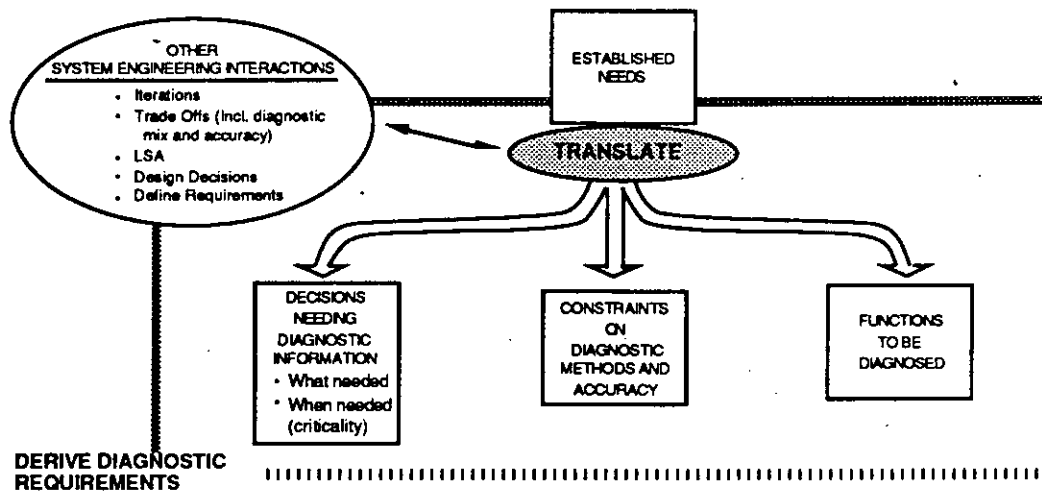 OTHER
SYSTEM ENGINEERING INTERACTIONS
• Iterations
• Trade Offs (Incl. diagnostic
mix and accuracy)
• LSA
• Design Decisions
• Define Requirements
ESTABLISHED
NEEDS
TRANSLATE
DECISIONS
NEEDING
DIAGNOSTIC
INFORMATION
• What needed
• When needed
(criticality)
CONSTRAINTS
ON
DIAGNOSTIC
METHODS AND
ACCURACY
FUNCTIONS
TO BE
DIAGNOSED
DERIVE DIAGNOSTIC
REQUIREMENTS